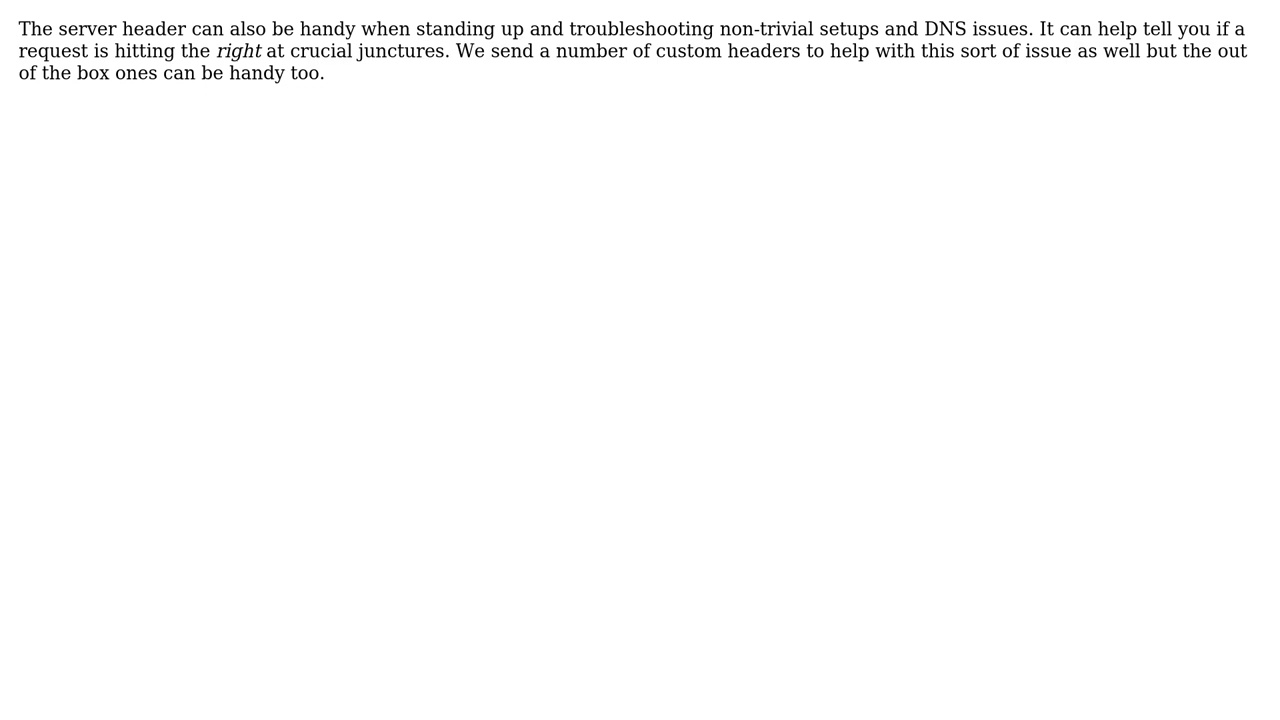 The server header can also be handy when standing up and troubleshooting non-trivial setups and DNS issues. It can help tell you if a
request is hitting the right at crucial junctures. We send a number of custom headers to help with this sort of issue as well but the out
of the box ones can be handy too.